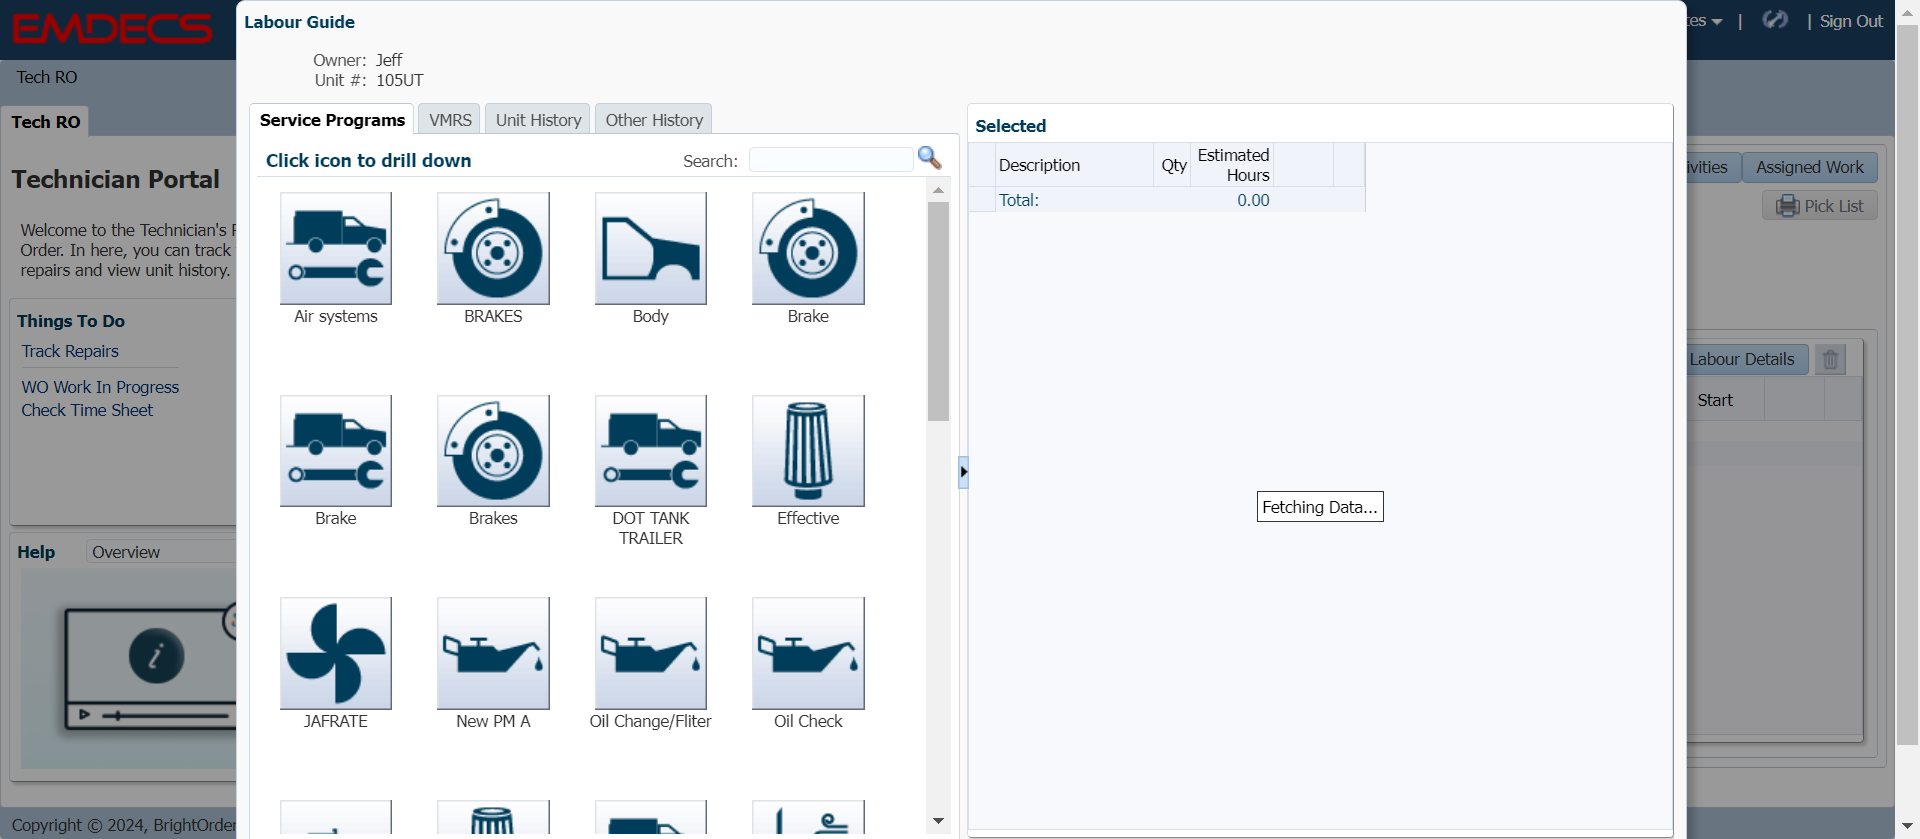 EMDECS
Labour Guide
tes
|
| Sign Out
Owner: Jeff
Unit #: 105UT
Tech RO
Tech RO
Service Programs
VMRS
Unit History
Other History
Selected
Click icon to drill down
Search:
Description
Qty
Estimated
Hours
Total:
0.00
Technician Portal
ivities
Assigned Work
Pick List
Welcome to the Technician's
Order. In here, you can track
repairs and view unit history.
Air systems
BRAKES
Body
Brake
Things To Do
Track Repairs
WO Work In Progress
Check Time Sheet
Labour Details
Start
Brake
Brakes
DOT TANK
TRAILER
Effective
Fetching Data...
Help
Overview
i
JAFRATE
New PM A
Oil Change/Fliter
Oil Check
Copyright © 2024, BrightOrder